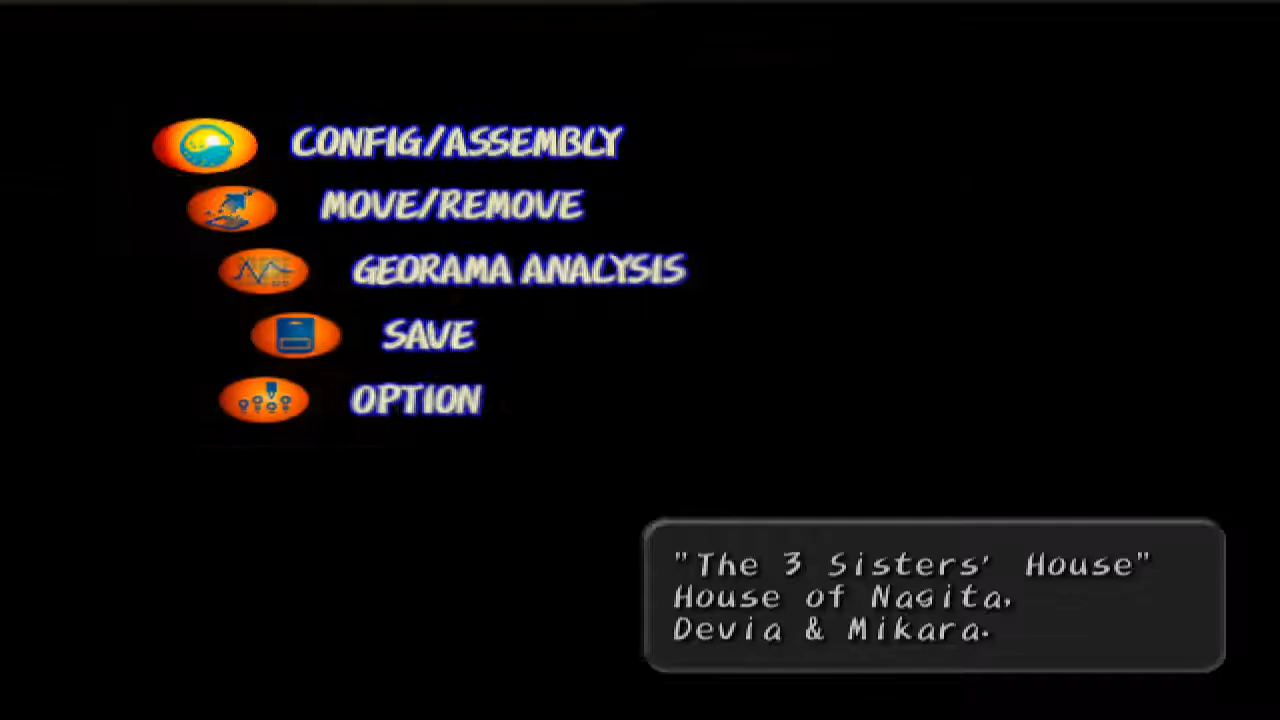 CONFIG/ASSEMBLY
MOVE/REMOVE
GEORAMA ANALYSIS
SAVE
OPTION
"The 3 Sisters' House"
House of Nagita,
Devia & Mikara.